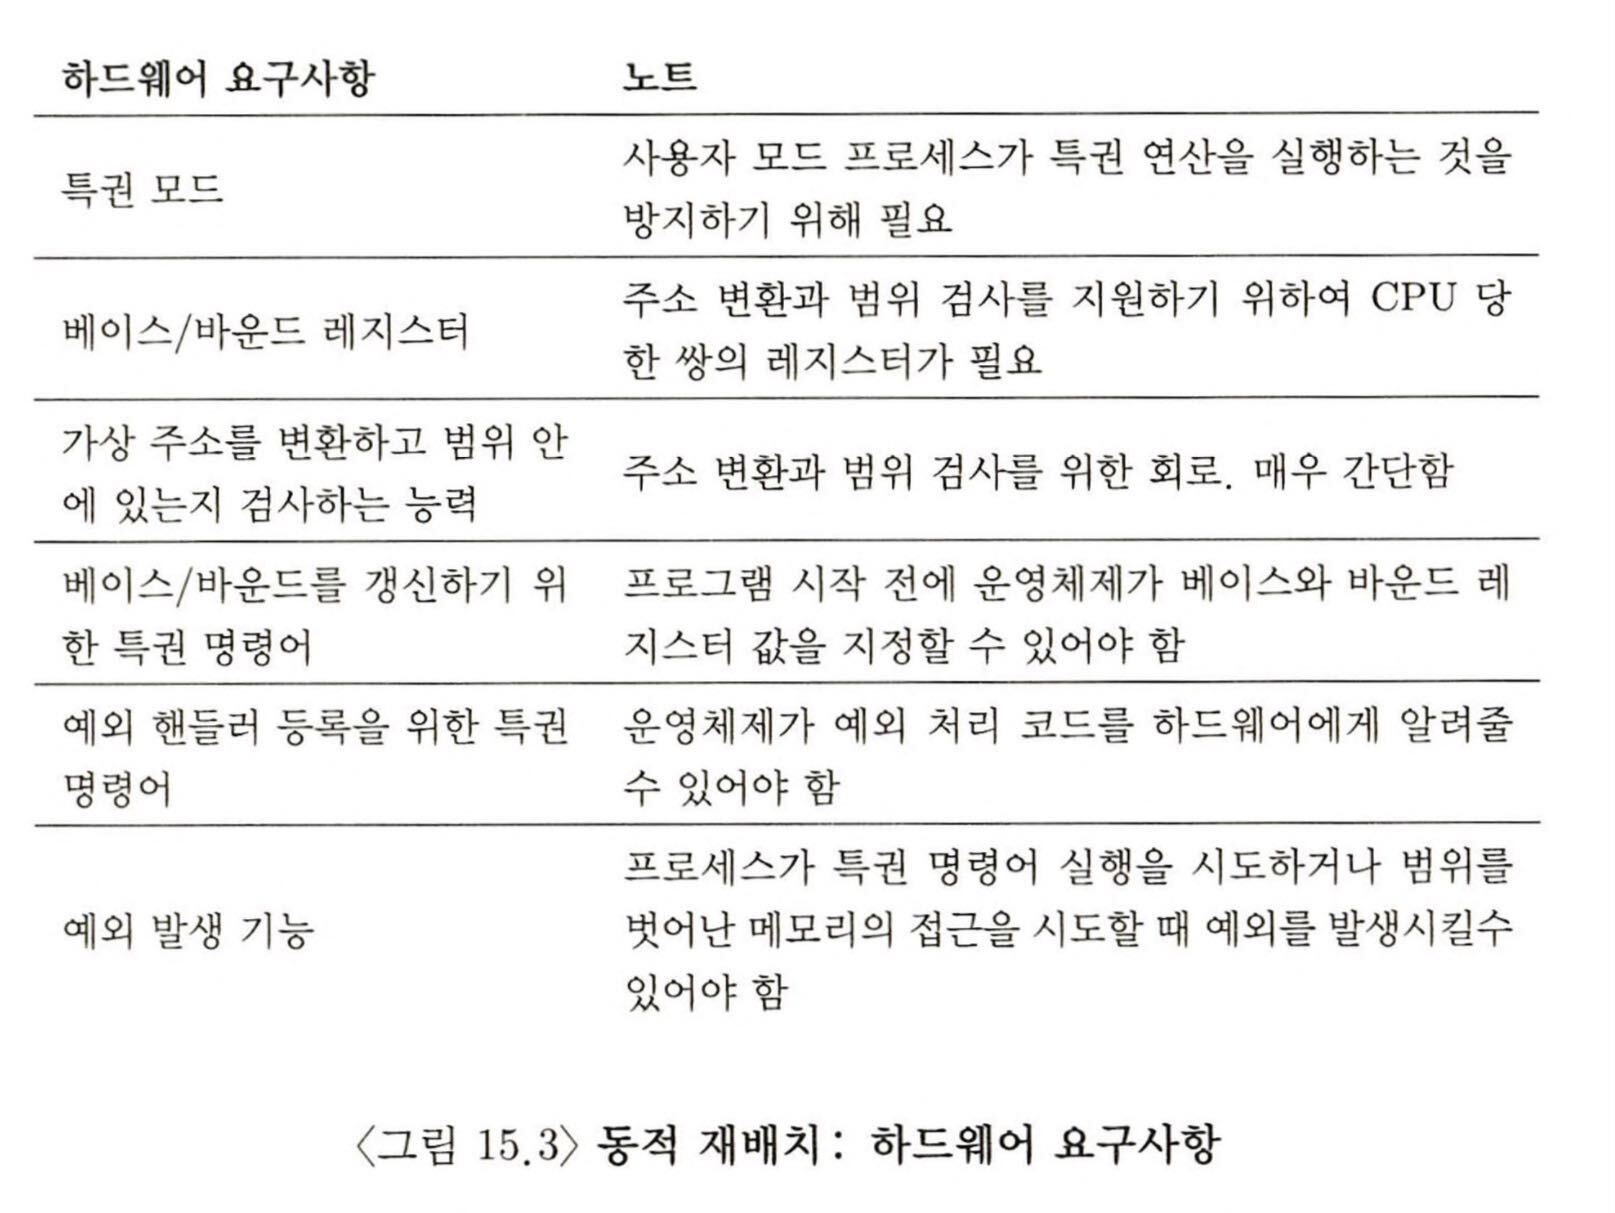 하드웨어 요구사항 노트
특권 모드
사용자 모드 프로세스가 특권 연산을 실행하는 것을
방지하기 위해 필요
베이스/바운드 레지스터
주소 변환과 범위 검사를 지원하기 위하여 CPU 당
한 쌍의 레지스터가 필요
가상 주소를 변환하고 범위 안
에 있는지 검사하는 능력
주소 변환과 범위 검사를 위한 회로. 매우 간단함
베이스/바운드를 갱신하기 위
한 특권 명령어
프로그램 시작 전에 운영체제가 베이스와 바운드 레
지스터 값을 지정할 수 있어야 함
예외 핸들러 등록을 위한 특권
명령어
운영체제가 예외 처리 코드를 하드웨어에게 알려줄
수 있어야 함
예외 발생 기능
프로세스가 특권 명령어 실행을 시도하거나 범위를
벗어난 메모리의 접근을 시도할 때 예외를 발생시킬수
있어야 함
〈그림 15.3〉 동적 재배치: 하드웨어 요구사항